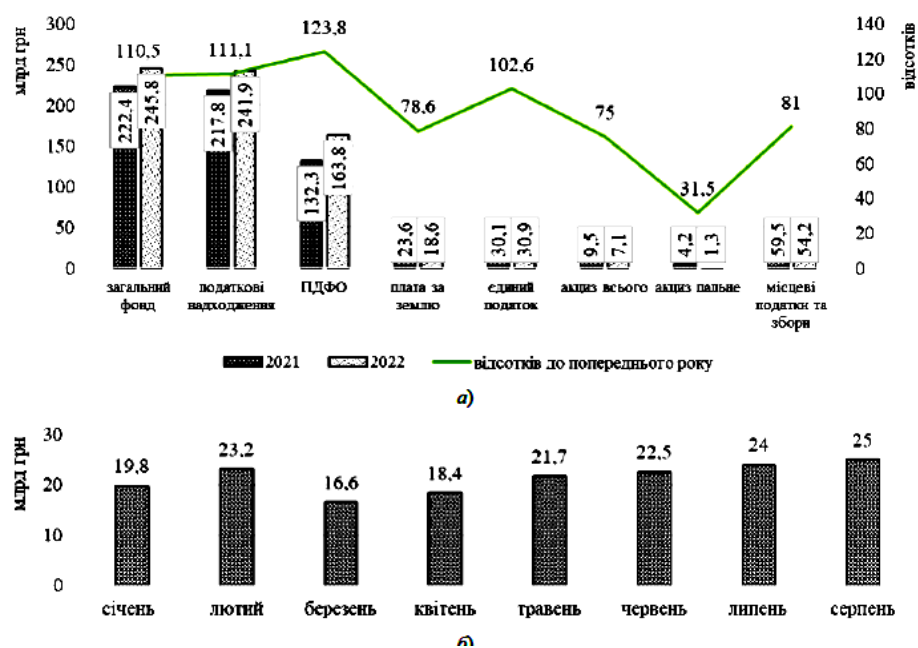 млрд грн
300
250
200
150
100
50
0
110,5
111,1
123,8
78,6
102,6
75
31,5
81
222,4
245,8
217,8
241,9
132,3
163,8
23,6
18,6
30,1
30,9
9,5
7,1
4,2
1,3
59,5
54,2
140
120
100
80
60
40
20
0
відсотків
загальний
фонд
податкові
надходження
ПДФО
плата за
землю
єдиний
податок
акциз всього
акциз пальне
місцеві
податки та
збори
2021
2022
відсотків до попереднього року
а)
млрд грн
30
20
10
0
19,8
23,2
16,6
18,4
21,7
22,5
24
25
січень
лютий
березень
квітень
травень
червень
липень
серпень
б)